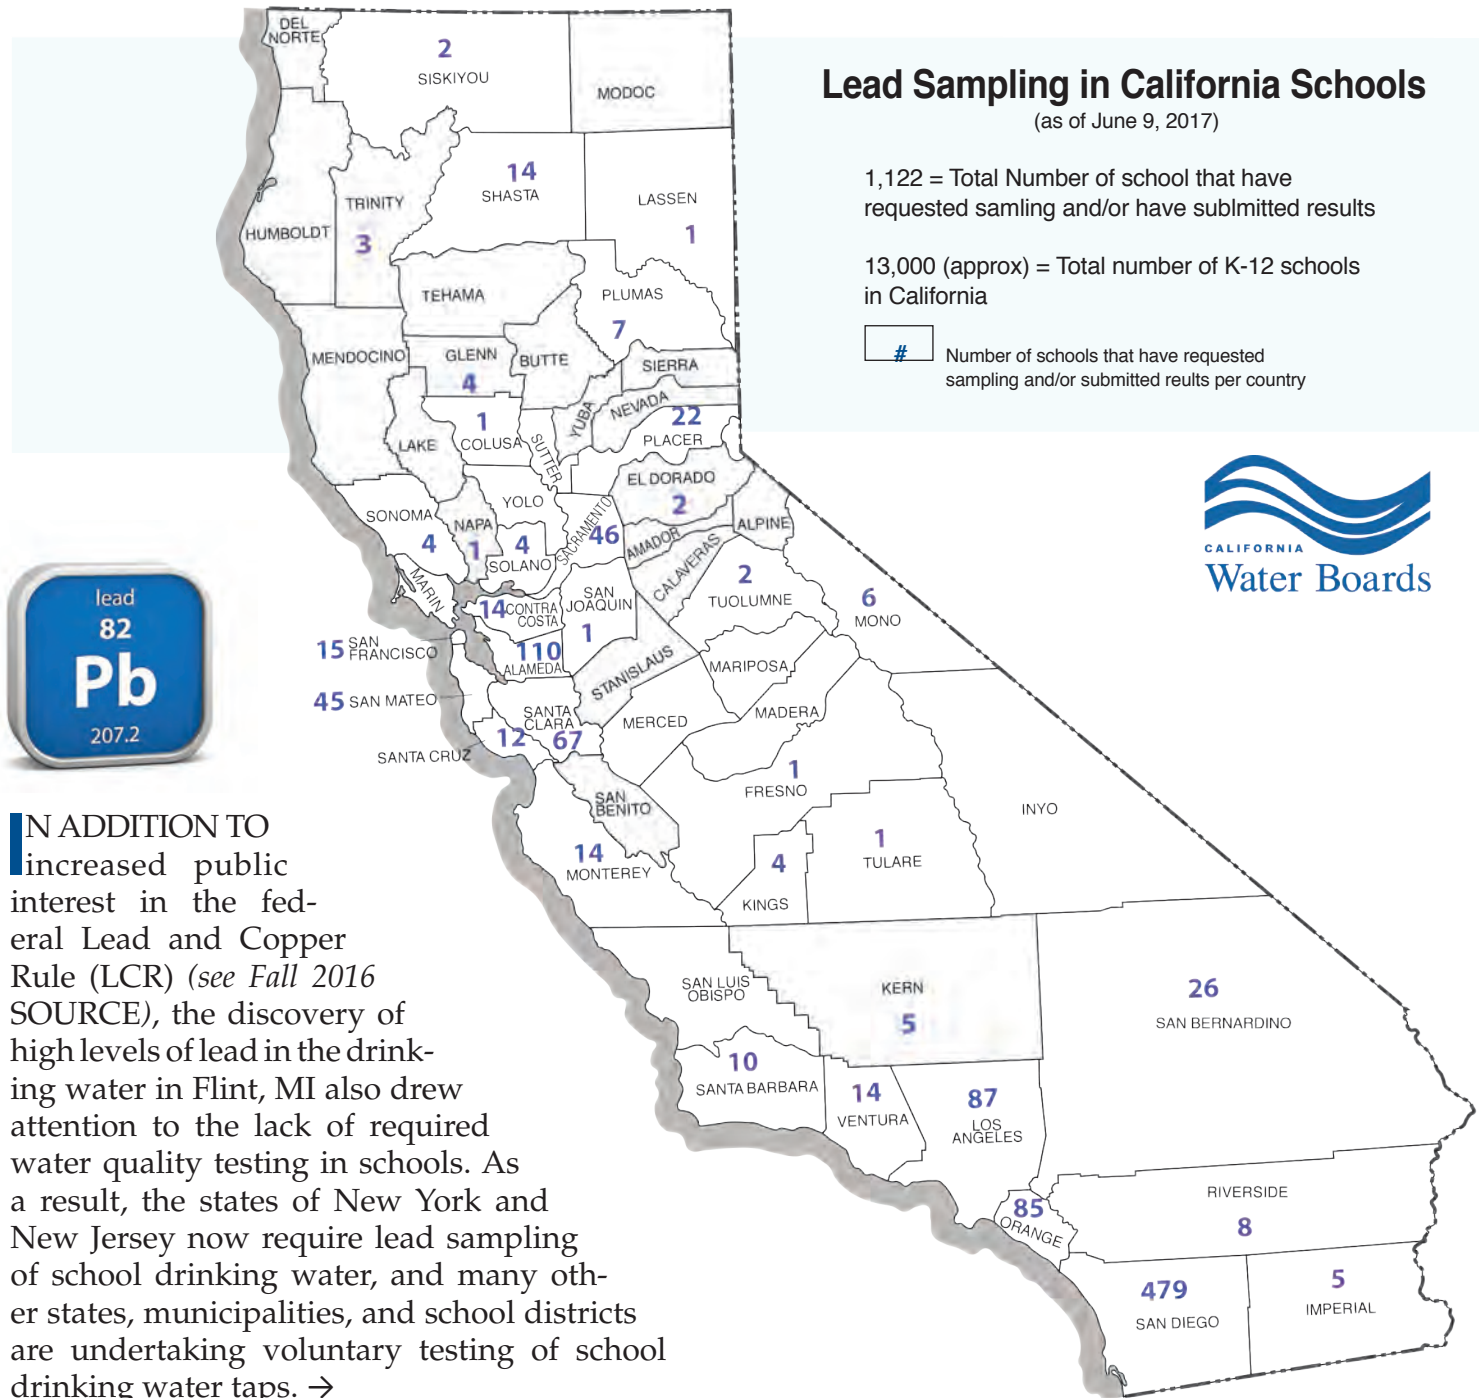 Lead Sampling in California Schools
(as of June 9, 2017)
1,122 = Total Number of school that have
requested samling and/or have sublmitted results
13,000 (approx) = Total number of K-12 schools
in California
#
Number of schools that have requested
sampling and/or submitted reults per country
DEL
NORTE
2
SISKIYOU
MODOC
14
SHASTA
LASSEN
1
TRINITY
3
HUMBOLDT
TEHAMA
PLUMAS
7
MENDOCINO
GLENN
4
BUTTE
SIERRA
NEVADA
YUBA
22
PLACER
1
COLUSA
SUTTER
LAKE
EL DORADO
2
YOLO
SONOMA
4
NAPA
1
4
SOLANO
SACRAMENTO
46
AMADOR
ALPINE
CALAVERAS
MARIN
14
CONTRA
COSTA
SAN
JOAQUIN
1
2
TUOLUMNE
6
MONO
15
SAN
FRANCISCO
110
ALAMEDA
STANISLAUS
MARIPOSA
45
SAN MATEO
SANTA
CLARA
67
MERCED
MADERA
12
SANTA CRUZ
1
FRESNO
SAN
BENITO
INYO
14
MONTEREY
4
KINGS
1
TULARE
SAN LUIS
OBISPO
KERN
5
26
SAN BERNARDINO
10
SANTA BARBARA
14
VENTURA
87
LOS
ANGELES
85
ORANGE
RIVERSIDE
8
479
SAN DIEGO
5
IMPERIAL
CALIFORNIA
Water Boards
lead
82
Pb
207.2
IN ADDITION TO
increased public
interest in the fed-
eral Lead and Copper
Rule (LCR) (see Fall 2016
SOURCE), the discovery of
high levels of lead in the drink-
ing water in Flint, MI also drew
attention to the lack of required
water quality testing in schools. As
a result, the states of New York and
New Jersey now require lead sampling
of school drinking water, and many oth-
er states, municipalities, and school districts
are undertaking voluntary testing of school
drinking water taps. →